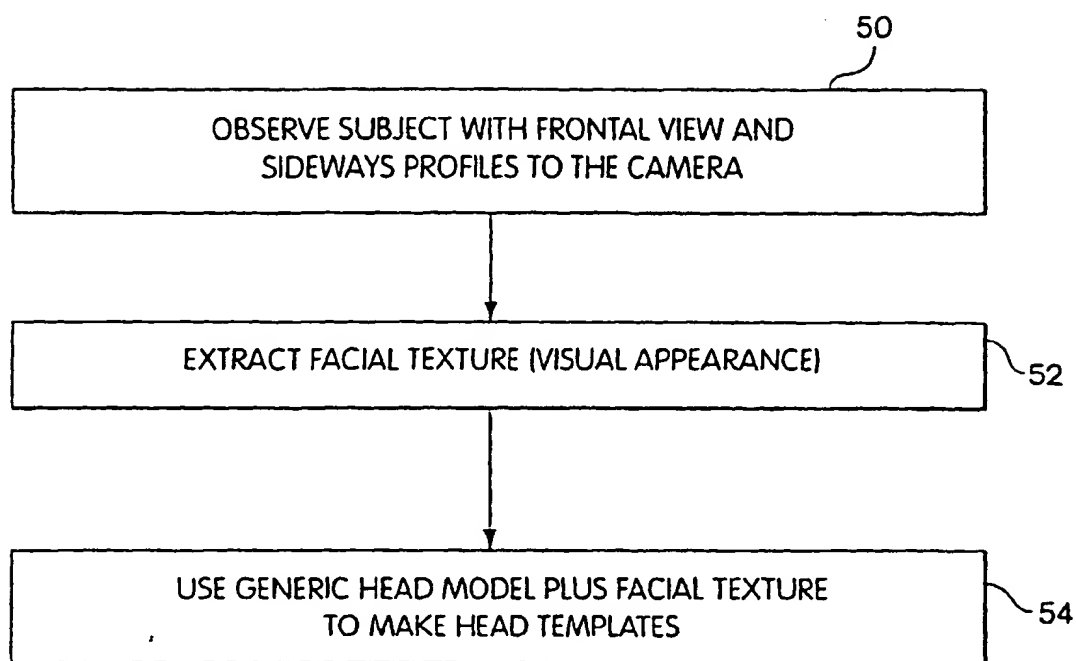 50
OBSERVE SUBJECT WITH FRONTAL VIEW AND
SIDEWAYS PROFILES TO THE CAMERA
EXTRACT FACIAL TEXTURE (VISUAL APPEARANCE)
52
USE GENERIC HEAD MODEL PLUS FACIAL TEXTURE
TO MAKE HEAD TEMPLATES
54